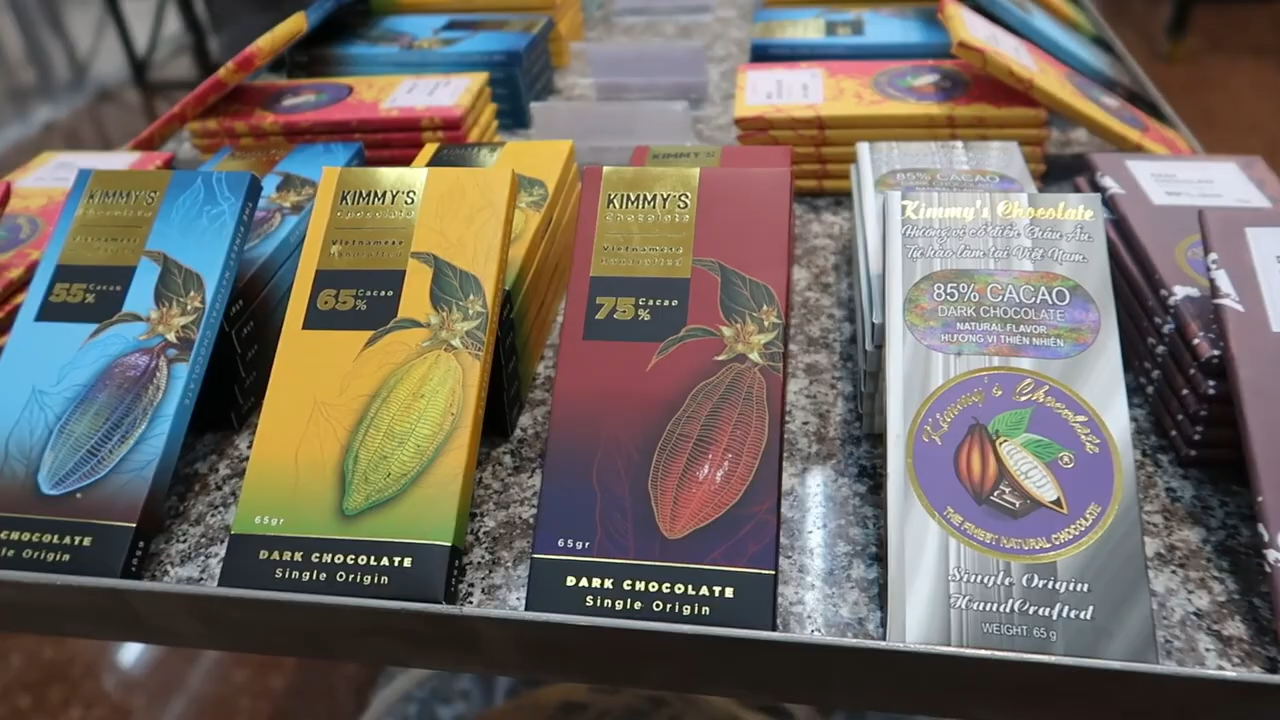 KIMMY'S
Chocolate
Vietnamese
55%
CHOCOLATE
Origin
KIMMY'S
Chocolate
Vietnamese
Handcrafted
65% Cacao
65gr
DARK CHOCOLATE
Single Origin
KIMMY'S
KIMMY'S
Chocolate
Vietnamese
Handcrafted
75% Cacao
65gr
DARK CHOCOLATE
Single Origin
85% CACAO
DARK CHOCOLATE
Kimmy's Chocolate
Hương vị cổ điển Châu Âu.
Tự hào làm tại Việt Nam.
85% CACAO
DARK CHOCOLATE
NATURAL FLAVOR
HƯƠNG VỊ THIÊN NHIÊN
Kimmy's Chocolate
THE FINEST NATURAL CHOCOLATE
Single Origin
HandCrafted
WEIGHT: 65 g